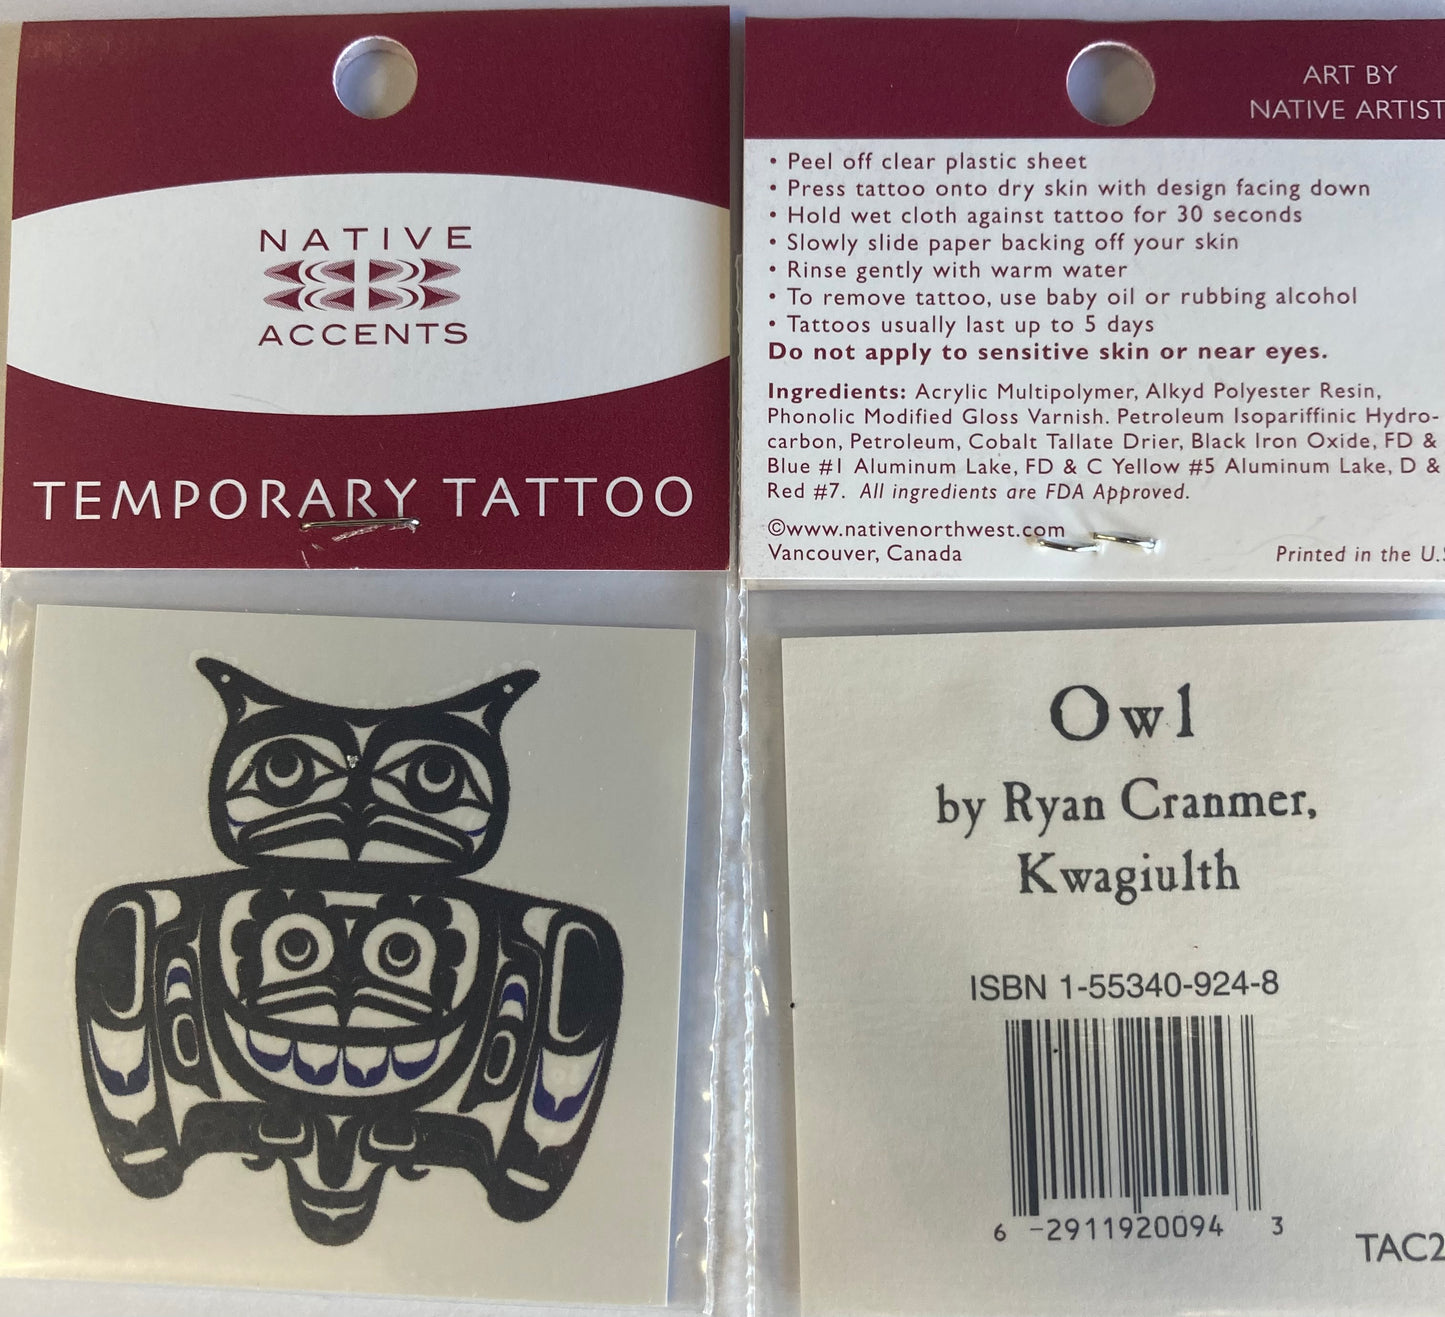 NATIVE
ACCENTS
TEMPORARY TATTOO
ART BY
NATIVE ARTIST
• Peel off clear plastic sheet
• Press tattoo onto dry skin with design facing down
• Hold wet cloth against tattoo for 30 seconds
• Slowly slide paper backing off your skin
• Rinse gently with warm water
• To remove tattoo, use baby oil or rubbing alcohol
• Tattoos usually last up to 5 days
Do not apply to sensitive skin or near eyes.
Ingredients: Acrylic Multipolymer, Alkyd Polyester Resin,
Phonolic Modified Gloss Varnish. Petroleum Isopariffinic Hydro-
carbon, Petroleum, Cobalt Tallate Drier, Black Iron Oxide, FD &
Blue #1 Aluminum Lake, FD & C Yellow #5 Aluminum Lake, D &
Red #7. All ingredients are FDA Approved.
©www.nativenorthwest.com
Vancouver, Canada
Printed in the U.S
Owl
by Ryan Cranmer,
Kwagiulth
ISBN 1-55340-924-8
6 -2911920094 3
TAC2